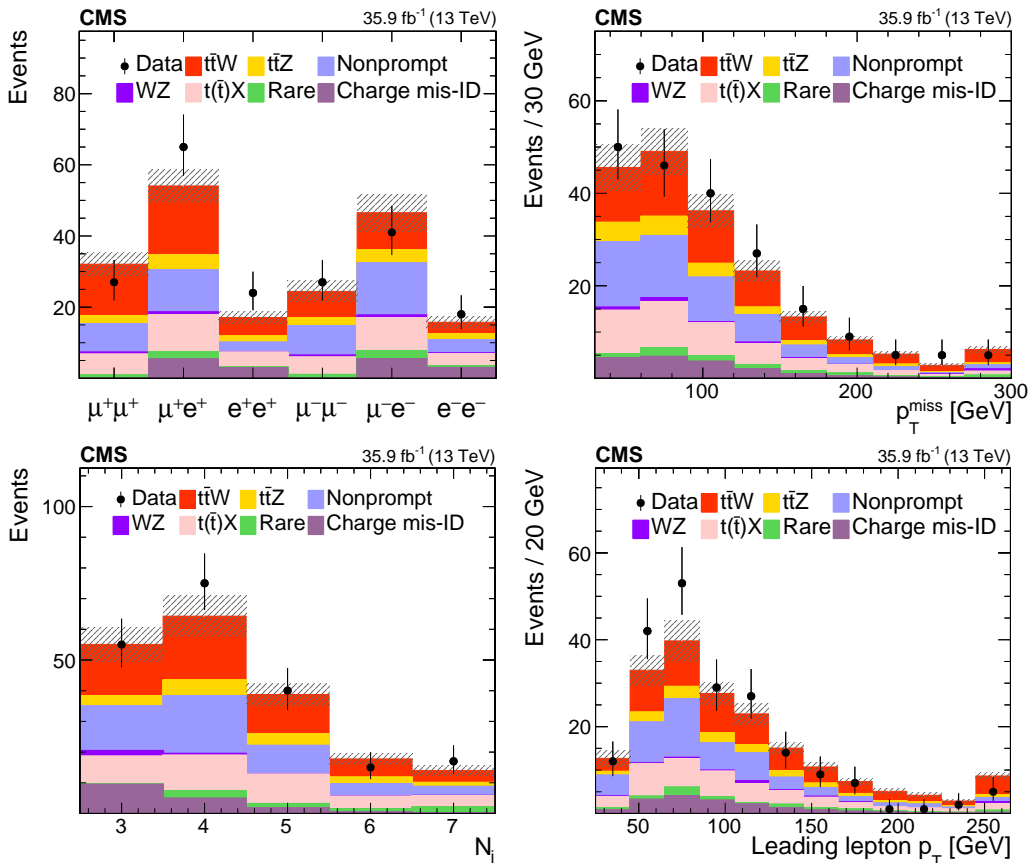 CMS 35.9 fb⁻¹ (13 TeV)
Events
Data tt̄W tt̄Z Nonprompt
WZ t(t̄)X Rare Charge mis-ID
80
60
40
20
μ⁺μ⁺ μ⁺e⁺ e⁺e⁺ μ⁻μ⁻ μ⁻e⁻ e⁻e⁻
CMS 35.9 fb⁻¹ (13 TeV)
Events / 30 GeV
Data tt̄W tt̄Z Nonprompt
WZ t(t̄)X Rare Charge mis-ID
60
40
20
100 200 300
p_T^miss [GeV]
CMS 35.9 fb⁻¹ (13 TeV)
Events
Data tt̄W tt̄Z Nonprompt
WZ t(t̄)X Rare Charge mis-ID
100
50
3 4 5 6 7
N_j
CMS 35.9 fb⁻¹ (13 TeV)
Events / 20 GeV
Data tt̄W tt̄Z Nonprompt
WZ t(t̄)X Rare Charge mis-ID
60
40
20
50 100 150 200 250
Leading lepton p_T [GeV]